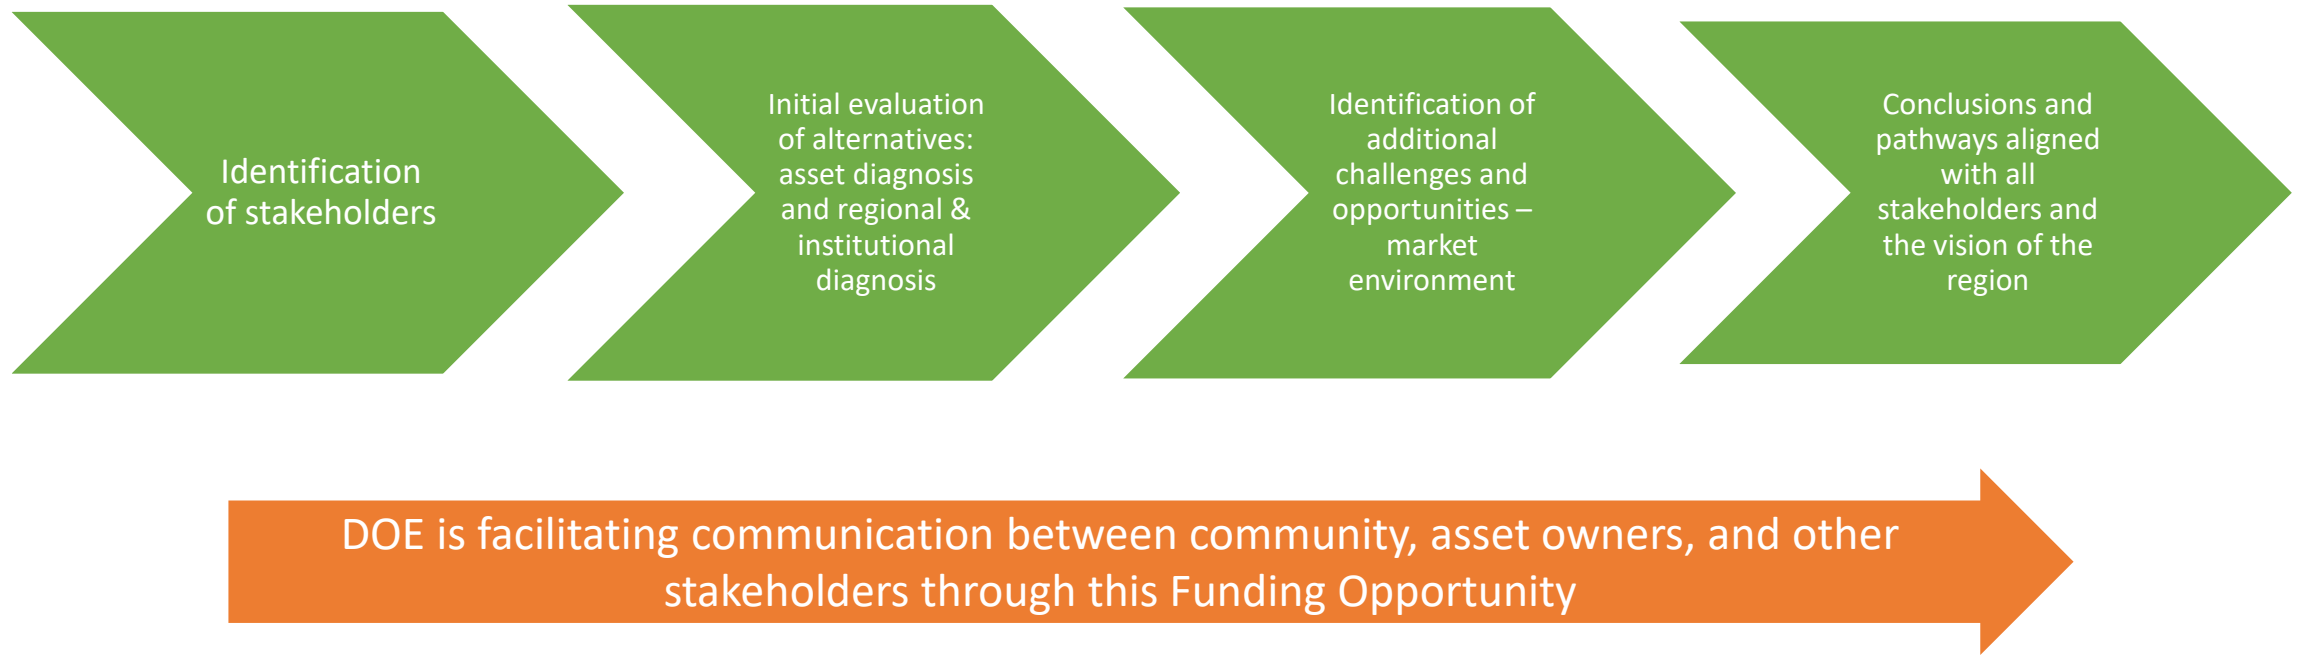 Identification
of stakeholders
Initial evaluation
of alternatives:
asset diagnosis
and regional &
institutional
diagnosis
Identification of
additional
challenges and
opportunities –
market
environment
Conclusions and
pathways aligned
with all
stakeholders and
the vision of the
region
DOE is facilitating communication between community, asset owners, and other
stakeholders through this Funding Opportunity